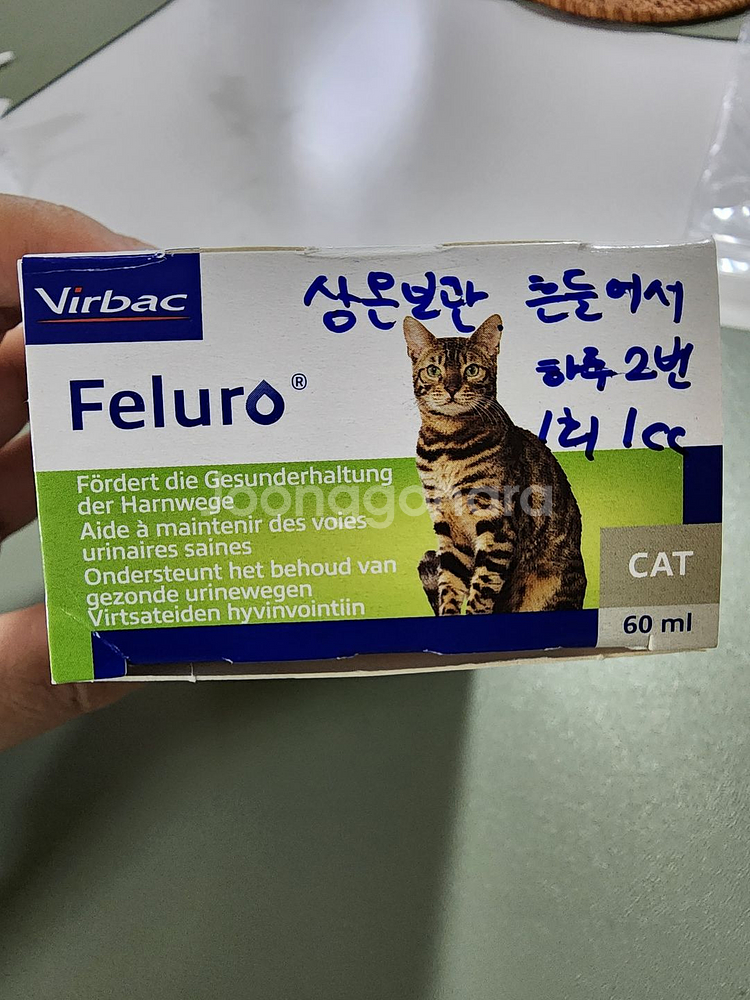 Virbac
상온보관 흔들어서
하루 2번
1회 1cc
Feluro®
Fördert die Gesunderhaltung
der Harnwege
Aide à maintenir des voies
urinaires saines
Ondersteunt het behoud van
gezonde urinewegen
Virtsateiden hyvinvointiin
CAT
60 ml
Joonggonara